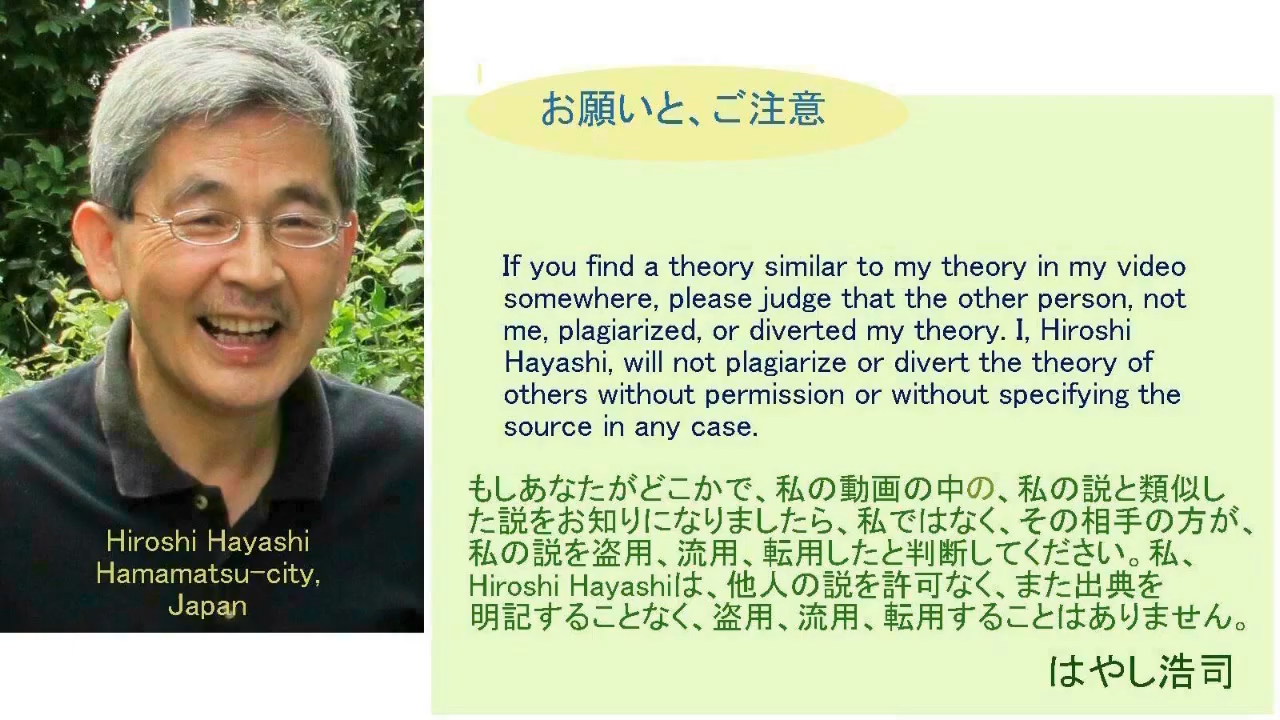 お願いと、ご注意
If you find a theory similar to my theory in my video
somewhere, please judge that the other person, not
me, plagiarized, or diverted my theory. I, Hiroshi
Hayashi, will not plagiarize or divert the theory of
others without permission or without specifying the
source in any case.
もしあなたがどこかで、私の動画の中の、私の説と類似し
た説をお知りになりましたら、私ではなく、その相手の方が、
私の説を盗用、流用、転用したと判断してください。私、
Hiroshi Hayashiは、他人の説を許可なく、また出典を
明記することなく、盗用、流用、転用することはありません。
はやし浩司
Hiroshi Hayashi
Hamamatsu-city,
Japan